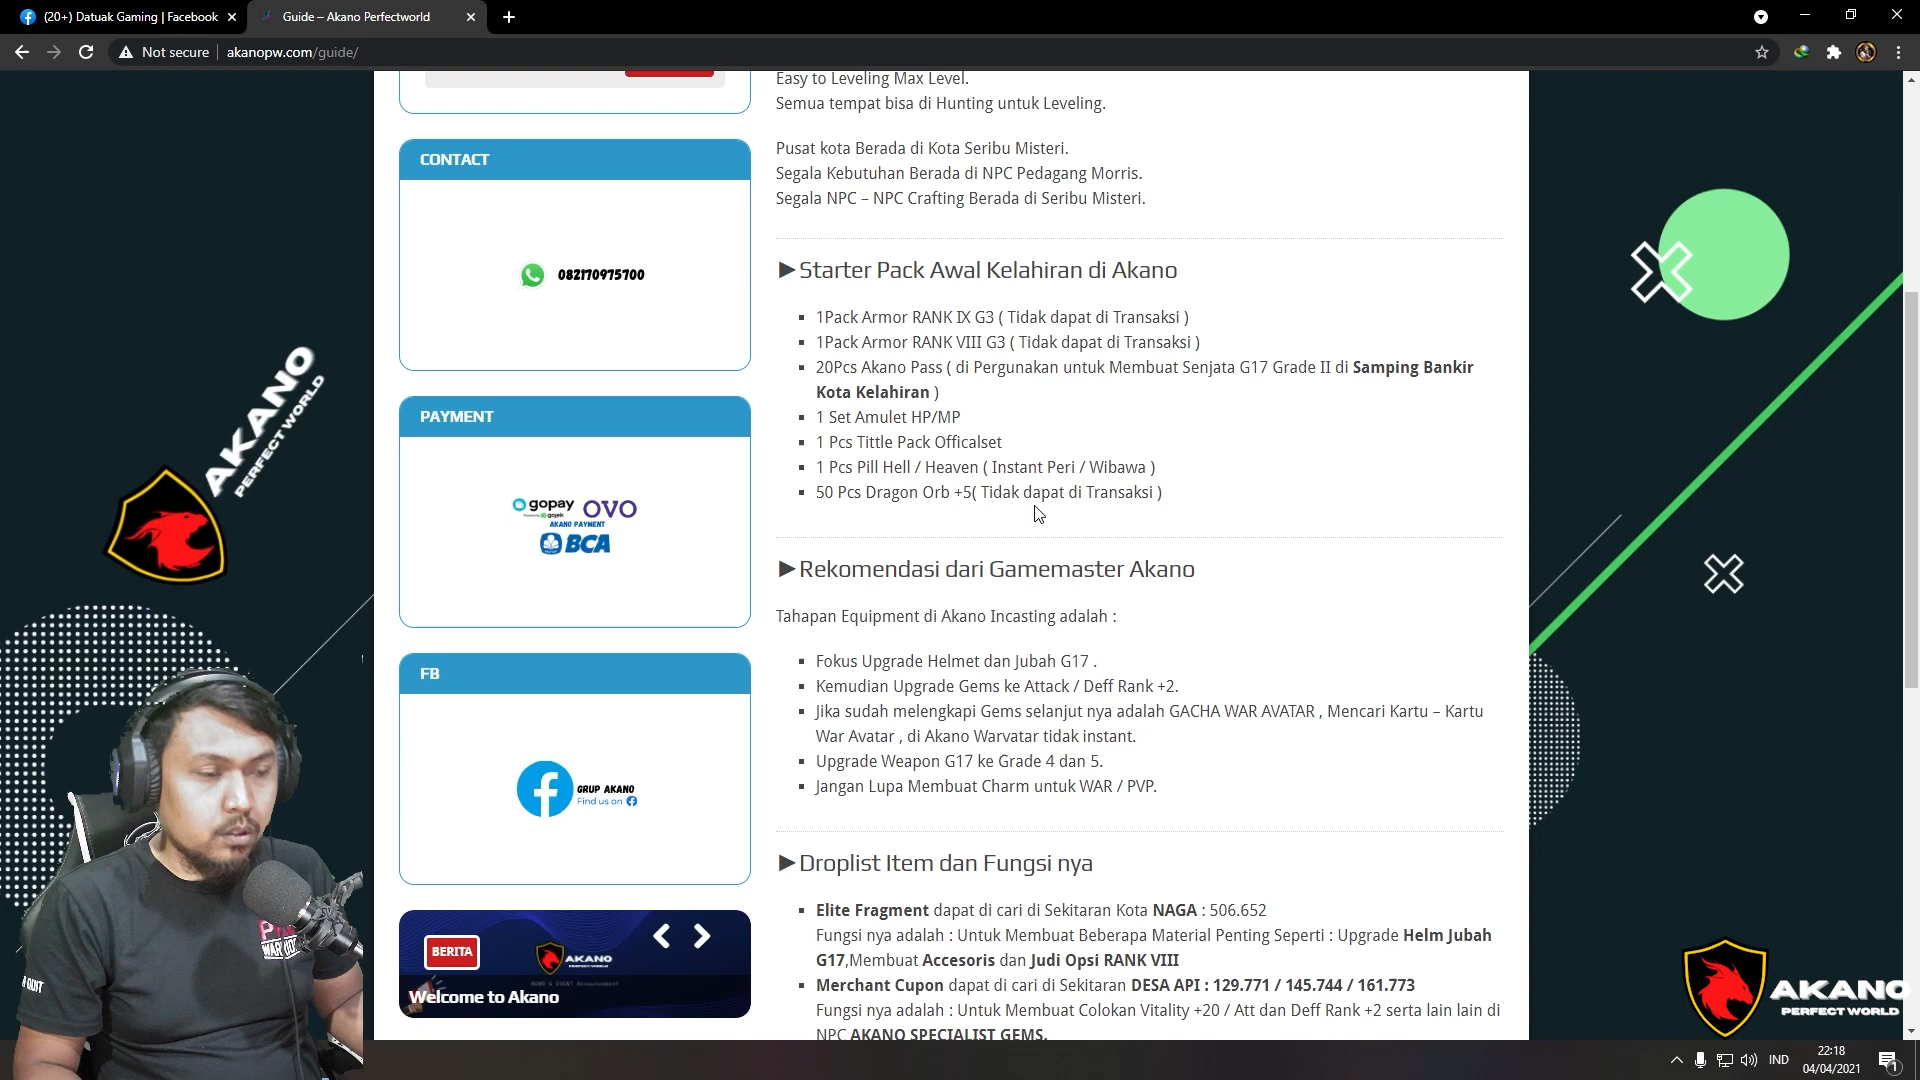 (20+) Datuak Gaming | Facebook
Guide – Akano Perfectworld
Not secure
akanopw.com/guide/
Easy to Leveling Max Level.
Semua tempat bisa di Hunting untuk Leveling.
Pusat kota Berada di Kota Seribu Misteri.
Segala Kebutuhan Berada di NPC Pedagang Morris.
Segala NPC – NPC Crafting Berada di Seribu Misteri.
►Starter Pack Awal Kelahiran di Akano
1Pack Armor RANK IX G3 ( Tidak dapat di Transaksi )
1Pack Armor RANK VIII G3 ( Tidak dapat di Transaksi )
20Pcs Akano Pass ( di Pergunakan untuk Membuat Senjata G17 Grade II di Samping Bankir
Kota Kelahiran )
1 Set Amulet HP/MP
1 Pcs Tittle Pack Officalset
1 Pcs Pill Hell / Heaven ( Instant Peri / Wibawa )
50 Pcs Dragon Orb +5( Tidak dapat di Transaksi )
►Rekomendasi dari Gamemaster Akano
Tahapan Equipment di Akano Incasting adalah :
Fokus Upgrade Helmet dan Jubah G17 .
Kemudian Upgrade Gems ke Attack / Deff Rank +2.
Jika sudah melengkapi Gems selanjut nya adalah GACHA WAR AVATAR , Mencari Kartu – Kartu
War Avatar , di Akano Warvatar tidak instant.
Upgrade Weapon G17 ke Grade 4 dan 5.
Jangan Lupa Membuat Charm untuk WAR / PVP.
►Droplist Item dan Fungsi nya
Elite Fragment dapat di cari di Sekitaran Kota NAGA : 506.652
Fungsi nya adalah : Untuk Membuat Beberapa Material Penting Seperti : Upgrade Helm Jubah
G17,Membuat Accesoris dan Judi Opsi RANK VIII
Merchant Cupon dapat di cari di Sekitaran DESA API : 129.771 / 145.744 / 161.773
Fungsi nya adalah : Untuk Membuat Colokan Vitality +20 / Att dan Deff Rank +2 serta lain lain di
NPC AKANO SPECIALIST GEMS.
CONTACT
082170975700
PAYMENT
gopay OVO
AKANO PAYMENT
BCA
FB
GRUP AKANO
Find us on
BERITA
AKANO
Welcome to Akano
AKANO
PERFECT WORLD
AKANO
PERFECT WORLD
IND
22:18
04/04/2021